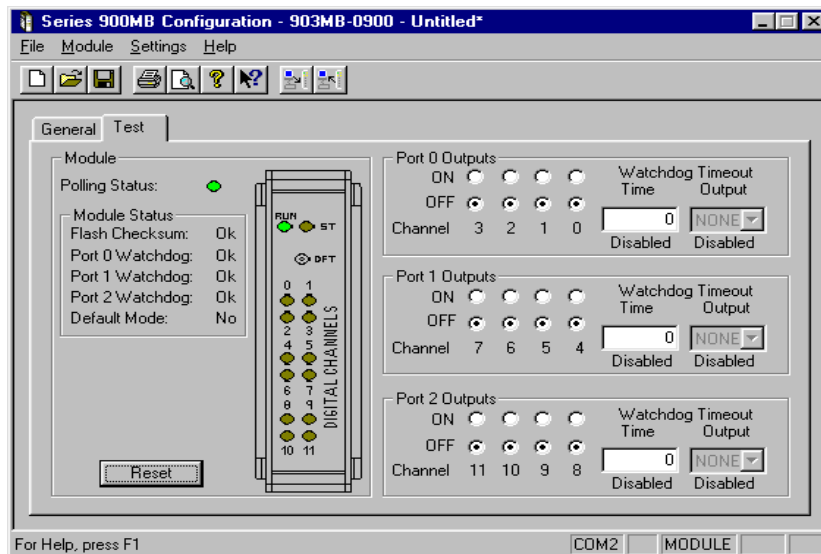 Series 900MB Configuration - 903MB-0900 - Untitled*
File Module Settings Help
General Test
Module
Polling Status:
Module Status
Flash Checksum: Ok
Port 0 Watchdog: Ok
Port 1 Watchdog: Ok
Port 2 Watchdog: Ok
Default Mode: No
Reset
RUN ST
DFT
0 1
2 3
4 5
6 7
8 9
10 11
DIGITAL CHANNELS
Port 0 Outputs
ON
OFF
Channel 3 2 1 0
Watchdog Timeout
Time Output
0 NONE
Disabled Disabled
Port 1 Outputs
ON
OFF
Channel 7 6 5 4
Watchdog Timeout
Time Output
0 NONE
Disabled Disabled
Port 2 Outputs
ON
OFF
Channel 11 10 9 8
Watchdog Timeout
Time Output
0 NONE
Disabled Disabled
For Help, press F1
COM2 MODULE